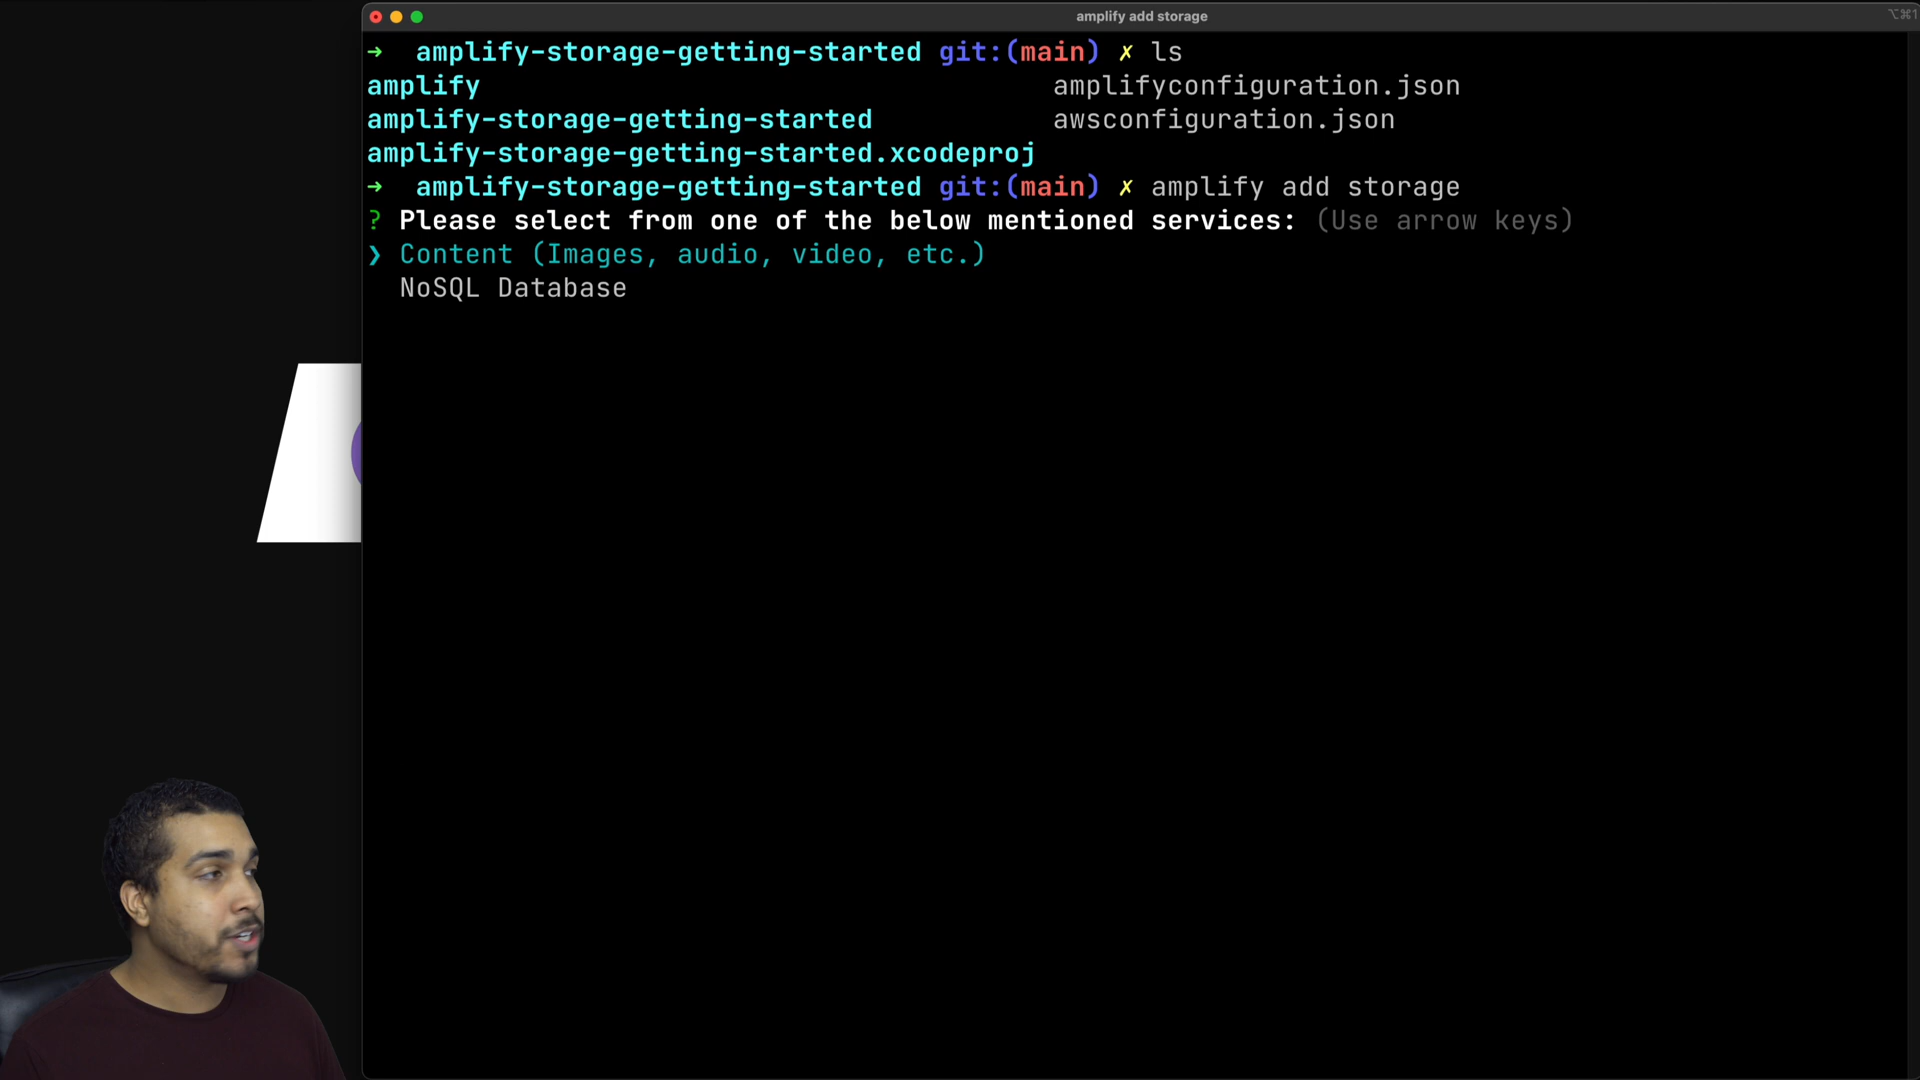 amplify add storage
⌥⌘1
➜ amplify-storage-getting-started git:(main) ✗ ls
amplify amplifyconfiguration.json
amplify-storage-getting-started awsconfiguration.json
amplify-storage-getting-started.xcodeproj
➜ amplify-storage-getting-started git:(main) ✗ amplify add storage
? Please select from one of the below mentioned services: (Use arrow keys)
❯ Content (Images, audio, video, etc.)
NoSQL Database